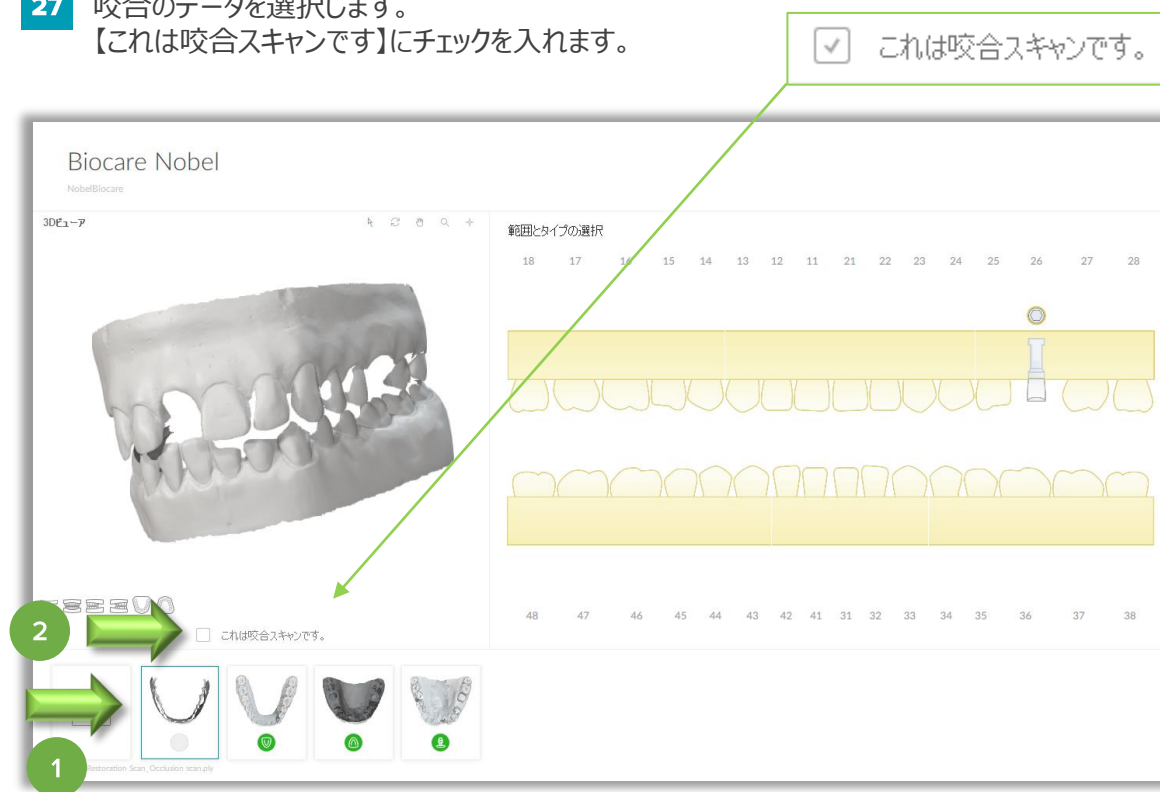 27 咬合のデータを選択します。
【これは咬合スキャンです】にチェックを入れます。
これは咬合スキャンです。
Biocare Nobel
NobelBiocare
3Dビューア
範囲とタイプの選択
18 17 16 15 14 13 12 11 21 22 23 24 25 26 27 28
48 47 46 45 44 43 42 41 31 32 33 34 35 36 37 38
2
これは咬合スキャンです。
1
Restoration Scan_Occlusion scan.ply